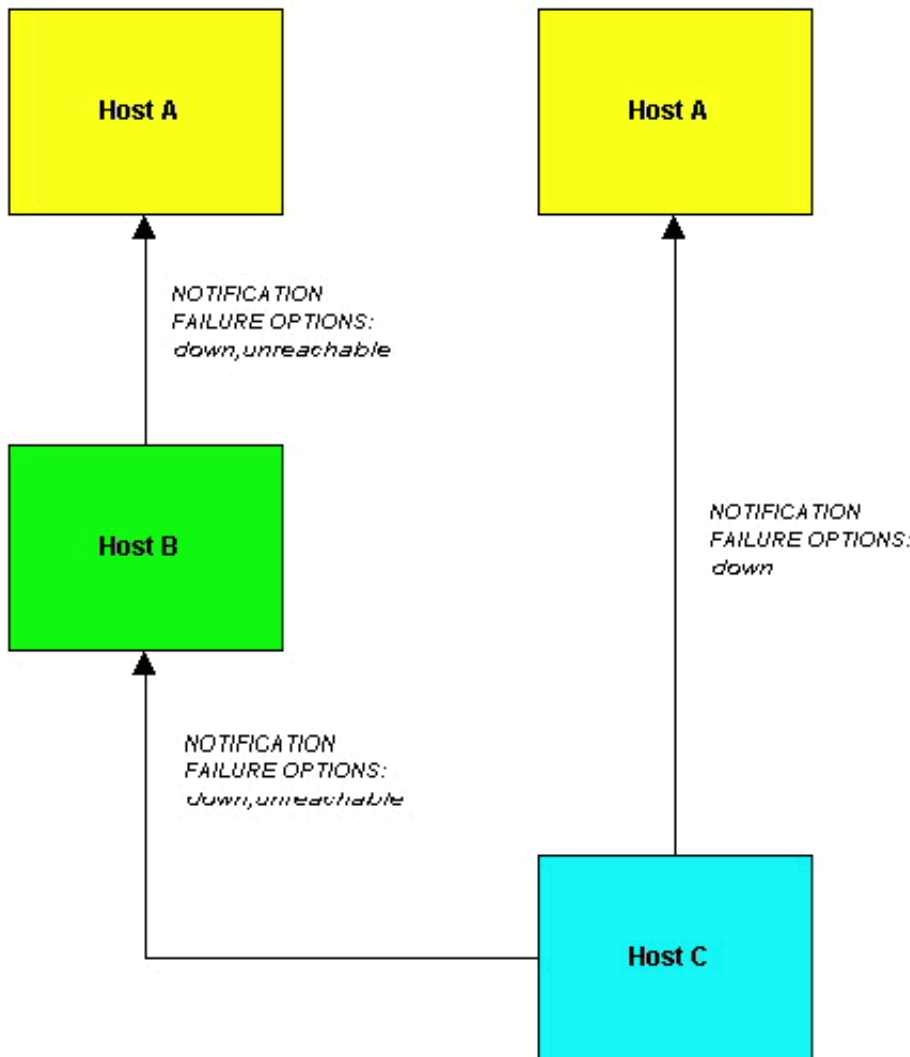 Host A
Host A
NOTIFICATION
FAILURE OPTIONS:
down,unreachable
Host B
NOTIFICATION
FAILURE OPTIONS:
down
NOTIFICATION
FAILURE OPTIONS:
down,unreachable
Host C